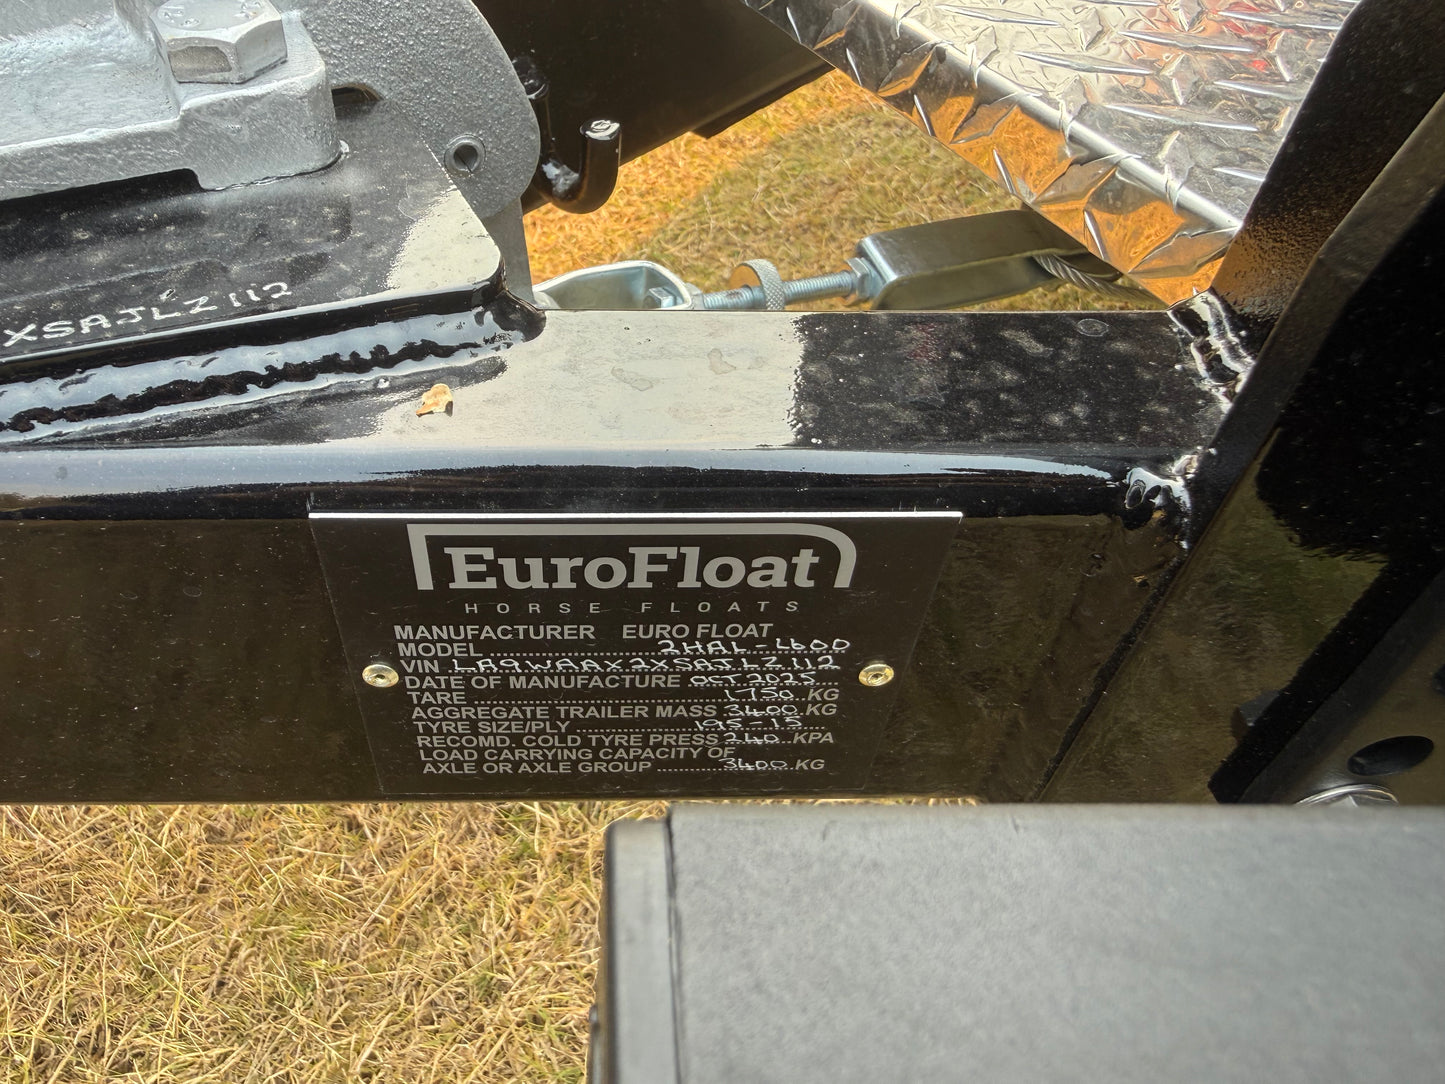 XSAJLZ112
EuroFloat
HORSE FLOATS
MANUFACTURER EURO FLOAT
MODEL ........................ 2HAL-L600
VIN .. LA9WAAX2XSAJLZ112
DATE OF MANUFACTURE OCT 2025
TARE .................................... 1750 KG
AGGREGATE TRAILER MASS 3400 KG
TYRE SIZE/PLY ................ 195-15
RECOMD. COLD TYRE PRESS 240 KPA
LOAD CARRYING CAPACITY OF
AXLE OR AXLE GROUP .......... 3400 KG